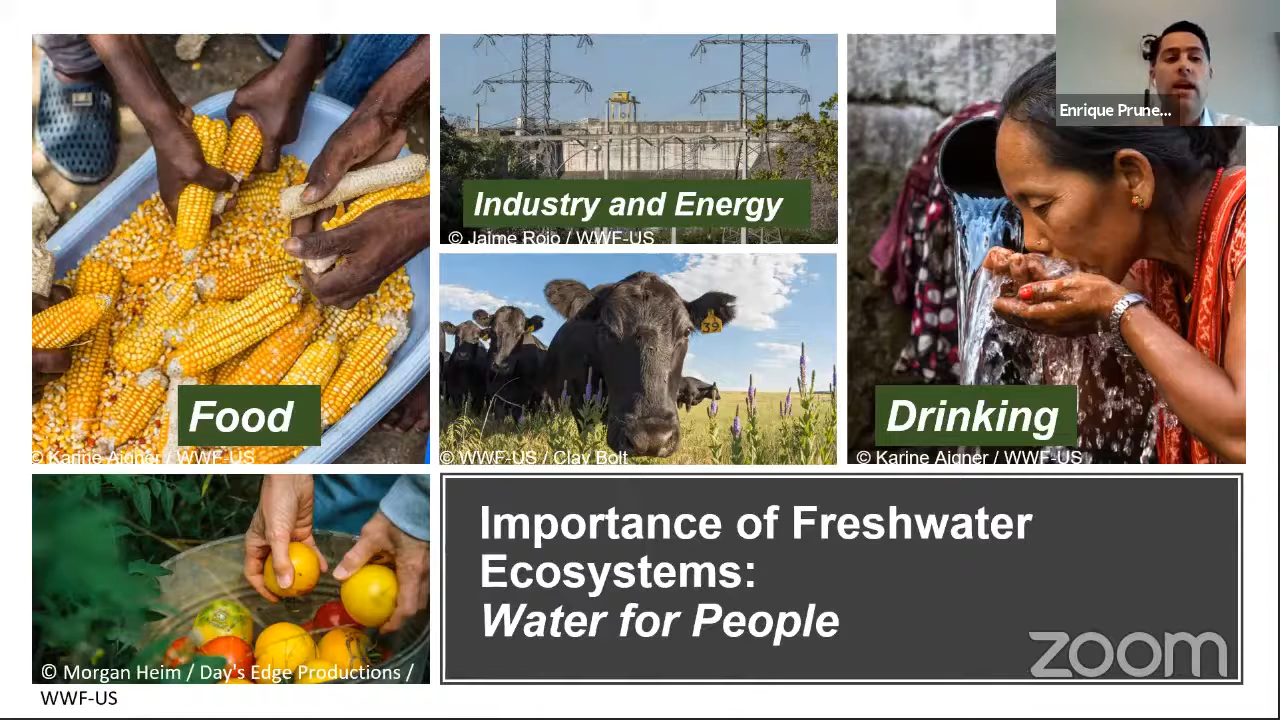 Enrique Prune...
Industry and Energy
© Jaime Rojo / WWF-US
39
Food
© Karine Aigner / WWF-US
© WWF-US / Clay Bolt
Drinking
© Karine Aigner / WWF-US
Importance of Freshwater
Ecosystems:
Water for People
© Morgan Heim / Day's Edge Productions /
WWF-US
zoom